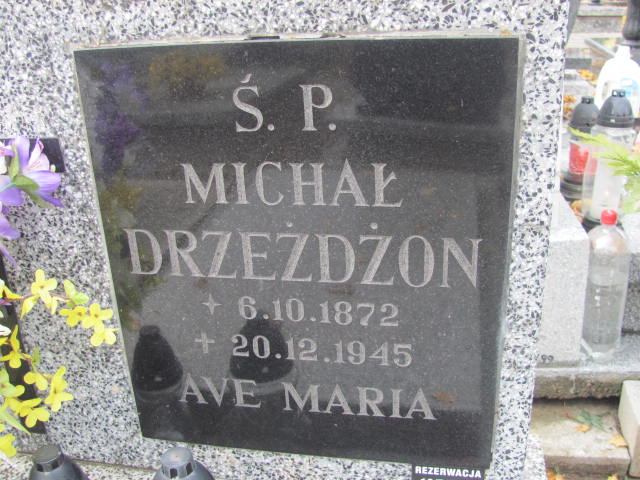 Ś. P.
MICHAŁ
DRZEŻDŻON
+ 6.10.1872
+ 20.12.1945
AVE MARIA
REZERWACJA